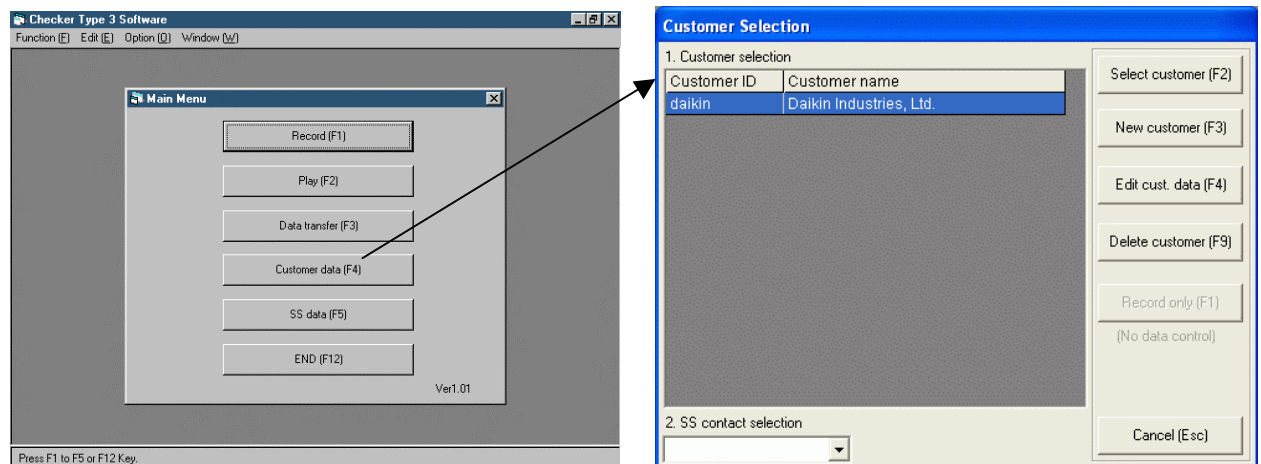 Checker Type 3 Software
Function (F) Edit (E) Option (O) Window (W)
Main Menu
Record (F1)
Play (F2)
Data transfer (F3)
Customer data (F4)
SS data (F5)
END (F12)
Ver1.01
Press F1 to F5 or F12 Key.
Customer Selection
1. Customer selection
Customer ID Customer name
daikin Daikin Industries, Ltd.
Select customer (F2)
New customer (F3)
Edit cust. data (F4)
Delete customer (F9)
Record only (F1)
(No data control)
2. SS contact selection
Cancel (Esc)